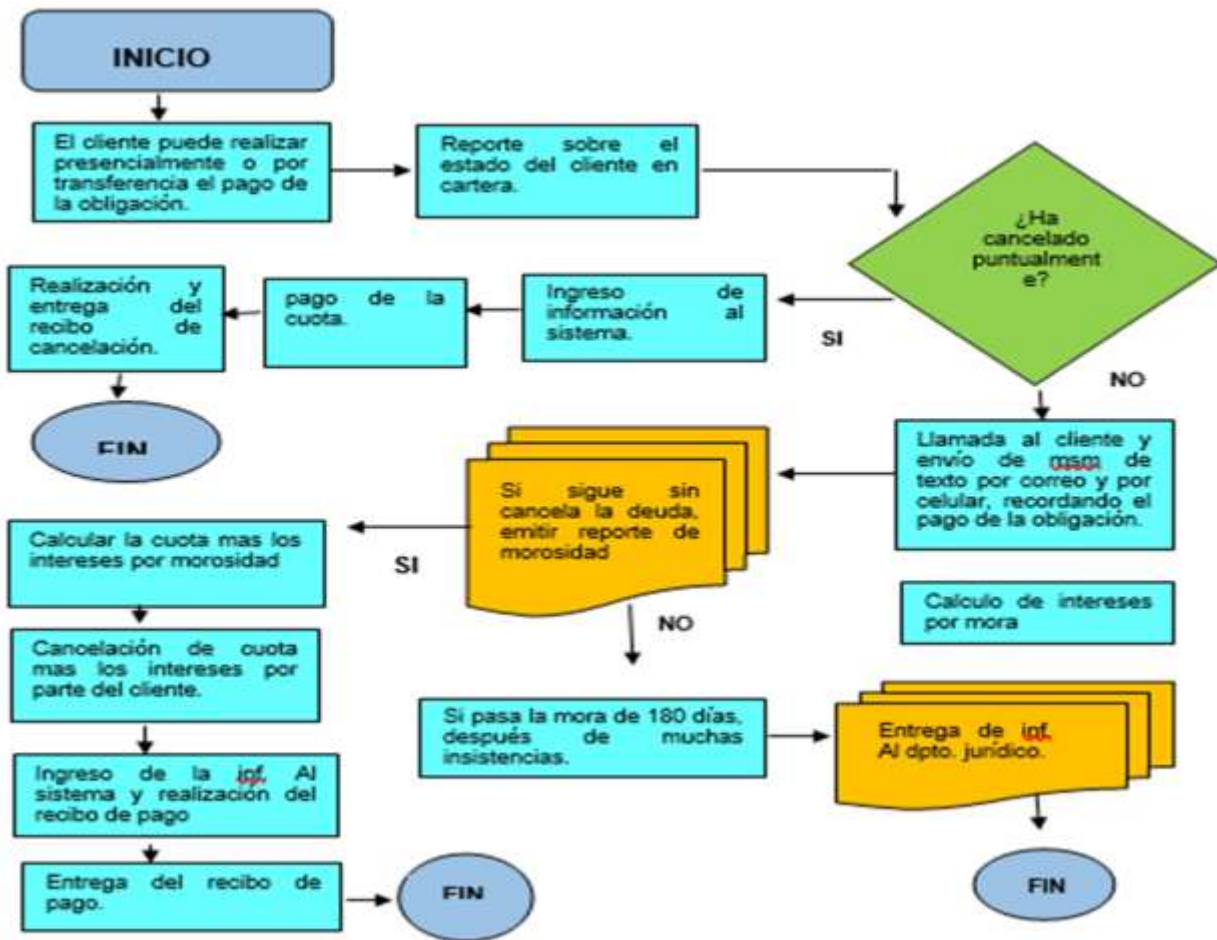 INICIO
El cliente puede realizar
presencialmente o por
transferencia el pago de
la obligación.
Reporte sobre el
estado del cliente en
cartera.
¿Ha
cancelado
puntualment
e?
Realización y
entrega del
recibo de
cancelación.
pago de la
cuota.
Ingreso de
información al
sistema.
SI
NO
FIN
Llamada al cliente y
envío de msm de
texto por correo y por
celular, recordando el
pago de la obligación.
Si sigue sin
cancela la deuda,
emitir reporte de
morosidad
SI
NO
Calcular la cuota mas los
intereses por morosidad
Calculo de intereses
por mora
Cancelación de cuota
mas los intereses por
parte del cliente.
Si pasa la mora de 180 días,
después de muchas
insistencias.
Entrega de inf.
Al dpto. jurídico.
Ingreso de la inf. Al
sistema y realización del
recibo de pago
Entrega del recibo de
pago.
FIN
FIN